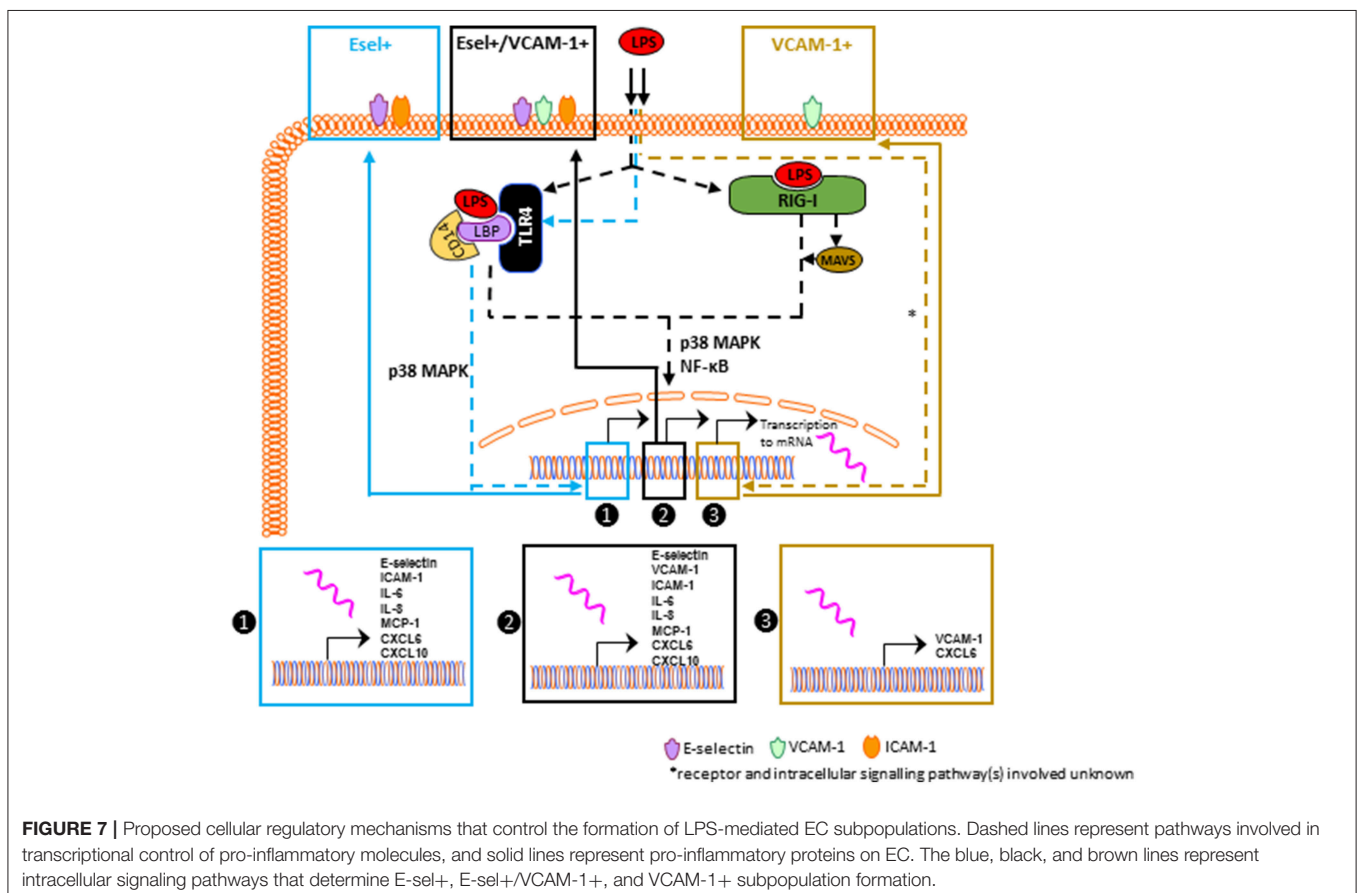 Esel+
Esel+/VCAM-1+
LPS
VCAM-1+
LPS
LBP
CD14
TLR4
LPS
RIG-I
MAVS
*
p38 MAPK
p38 MAPK
NF-κB
Transcription
to mRNA
1
2
3
1
E-selectin
ICAM-1
IL-6
IL-8
MCP-1
CXCL6
CXCL10
2
E-selectin
VCAM-1
ICAM-1
IL-6
IL-8
MCP-1
CXCL6
CXCL10
3
VCAM-1
CXCL6
E-selectin VCAM-1 ICAM-1
*receptor and intracellular signalling pathway(s) involved unknown
FIGURE 7 | Proposed cellular regulatory mechanisms that control the formation of LPS-mediated EC subpopulations. Dashed lines represent pathways involved in
transcriptional control of pro-inflammatory molecules, and solid lines represent pro-inflammatory proteins on EC. The blue, black, and brown lines represent
intracellular signaling pathways that determine E-sel+, E-sel+/VCAM-1+, and VCAM-1+ subpopulation formation.